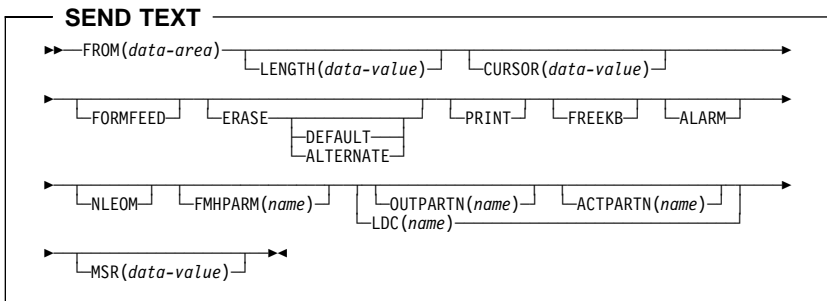 SEND TEXT
FROM(data-area)
LENGTH(data-value) CURSOR(data-value)
FORMFEED ERASE PRINT FREEKB ALARM
DEFAULT
ALTERNATE
NLEOM FMHPARM(name) OUTPARTN(name) ACTPARTN(name)
LDC(name)
MSR(data-value)